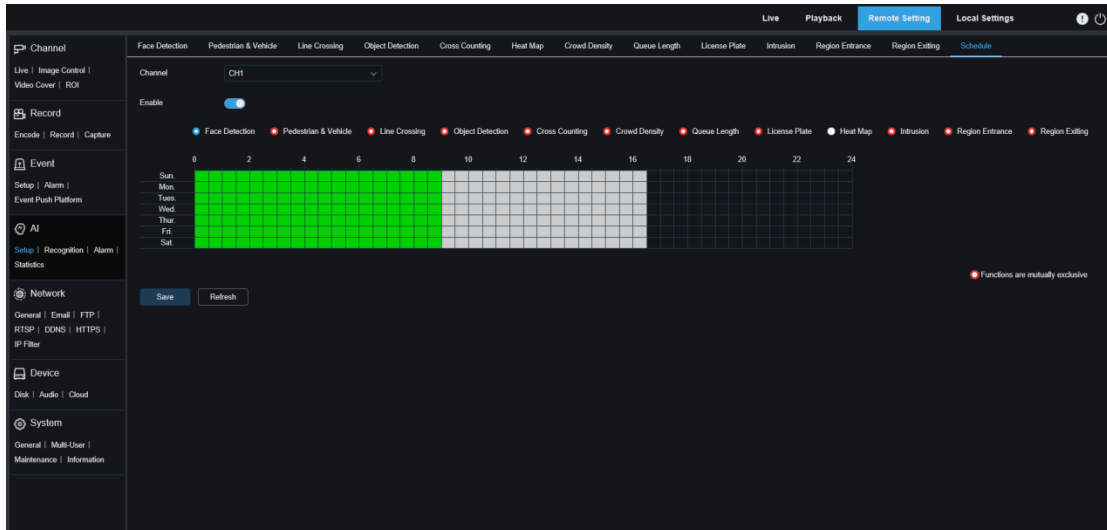 Live Playback Remote Setting Local Settings
Channel
Live | Image Control |
Video Cover | ROI
Record
Encode | Record | Capture
Event
Setup | Alarm |
Event Push Platform
AI
Setup | Recognition | Alarm |
Statistics
Network
General | Email | FTP |
RTSP | DDNS | HTTPS |
IP Filter
Device
Disk | Audio | Cloud
System
General | Multi-User |
Maintenance | Information
Face Detection Pedestrian & Vehicle Line Crossing Object Detection Cross Counting Heat Map Crowd Density Queue Length License Plate Intrusion Region Entrance Region Exiting Schedule
Channel CH1
Enable
Face Detection Pedestrian & Vehicle Line Crossing Object Detection Cross Counting Crowd Density Queue Length License Plate Heat Map Intrusion Region Entrance Region Exiting
0 2 4 6 8 10 12 14 16 18 20 22 24
Sun.
Mon.
Tues.
Wed.
Thur.
Fri.
Sat.
Functions are mutually exclusive
Save Refresh